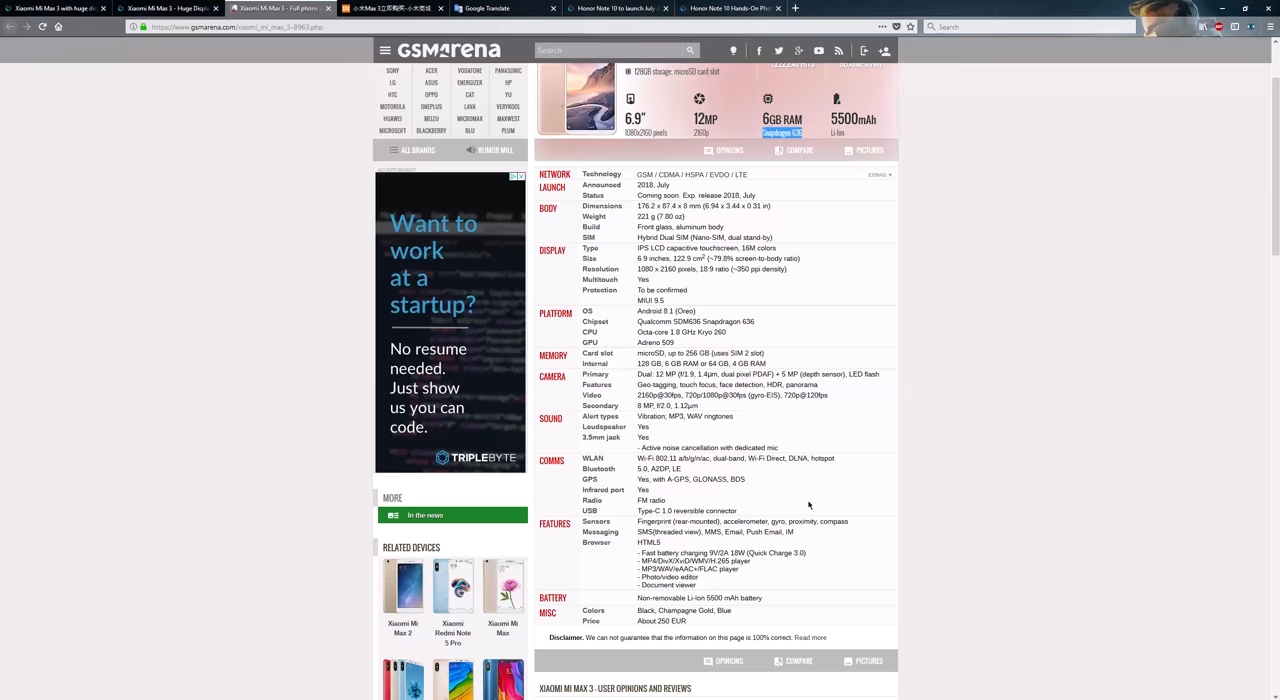 Xiaomi Mi Max 3 with huge di
Xiaomi Mi Max 3 - Huge Displ
Xiaomi Mi Max 3 - Full phone
小米Max 3立即购买-小米商城
Google Translate
Honor Note 10 to launch July
Honor Note 10 Hands-On Phot
https://www.gsmarena.com/xiaomi_mi_max_3-8963.php
Search
GSMARENA
Search
SONY ACER VODAFONE PANASONIC
LG ASUS ENERGIZER HP
HTC OPPO CAT YU
MOTOROLA ONEPLUS LAVA VERYKOOL
HUAWEI MEIZU MICROMAX MAXWEST
MICROSOFT BLACKBERRY BLU PLUM
ALL BRANDS RUMOR MILL
128GB storage, microSD card slot
6.9" 12MP 6GB RAM 5500mAh
1080x2160 pixels 2160p Snapdragon 636 Li-Ion
OPINIONS COMPARE PICTURES
ADVERTISEMENT
Want to
work
at a
startup?
No resume
needed.
Just show
us you can
code.
TRIPLEBYTE
MORE
In the news
RELATED DEVICES
Xiaomi Mi Max 2
Xiaomi Redmi Note 5 Pro
Xiaomi Mi Max
NETWORK Technology GSM / CDMA / HSPA / EVDO / LTE EXPAND ▼
LAUNCH Announced 2018, July
Status Coming soon. Exp. release 2018, July
BODY Dimensions 176.2 x 87.4 x 8 mm (6.94 x 3.44 x 0.31 in)
Weight 221 g (7.80 oz)
Build Front glass, aluminum body
SIM Hybrid Dual SIM (Nano-SIM, dual stand-by)
DISPLAY Type IPS LCD capacitive touchscreen, 16M colors
Size 6.9 inches, 122.9 cm2 (~79.8% screen-to-body ratio)
Resolution 1080 x 2160 pixels, 18:9 ratio (~350 ppi density)
Multitouch Yes
Protection To be confirmed
MIUI 9.5
PLATFORM OS Android 8.1 (Oreo)
Chipset Qualcomm SDM636 Snapdragon 636
CPU Octa-core 1.8 GHz Kryo 260
GPU Adreno 509
MEMORY Card slot microSD, up to 256 GB (uses SIM 2 slot)
Internal 128 GB, 6 GB RAM or 64 GB, 4 GB RAM
CAMERA Primary Dual: 12 MP (f/1.9, 1.4µm, dual pixel PDAF) + 5 MP (depth sensor), LED flash
Features Geo-tagging, touch focus, face detection, HDR, panorama
Video 2160p@30fps, 720p/1080p@30fps (gyro-EIS), 720p@120fps
Secondary 8 MP, f/2.0, 1.12µm
SOUND Alert types Vibration; MP3, WAV ringtones
Loudspeaker Yes
3.5mm jack Yes
- Active noise cancellation with dedicated mic
COMMS WLAN Wi-Fi 802.11 a/b/g/n/ac, dual-band, Wi-Fi Direct, DLNA, hotspot
Bluetooth 5.0, A2DP, LE
GPS Yes, with A-GPS, GLONASS, BDS
Infrared port Yes
Radio FM radio
USB Type-C 1.0 reversible connector
FEATURES Sensors Fingerprint (rear-mounted), accelerometer, gyro, proximity, compass
Messaging SMS(threaded view), MMS, Email, Push Email, IM
Browser HTML5
- Fast battery charging 9V/2A 18W (Quick Charge 3.0)
- MP4/DivX/XviD/WMV/H.265 player
- MP3/WAV/eAAC+/FLAC player
- Photo/video editor
- Document viewer
BATTERY Non-removable Li-Ion 5500 mAh battery
MISC Colors Black, Champagne Gold, Blue
Price About 250 EUR
Disclaimer. We can not guarantee that the information on this page is 100% correct. Read more
OPINIONS COMPARE PICTURES
XIAOMI MI MAX 3 - USER OPINIONS AND REVIEWS